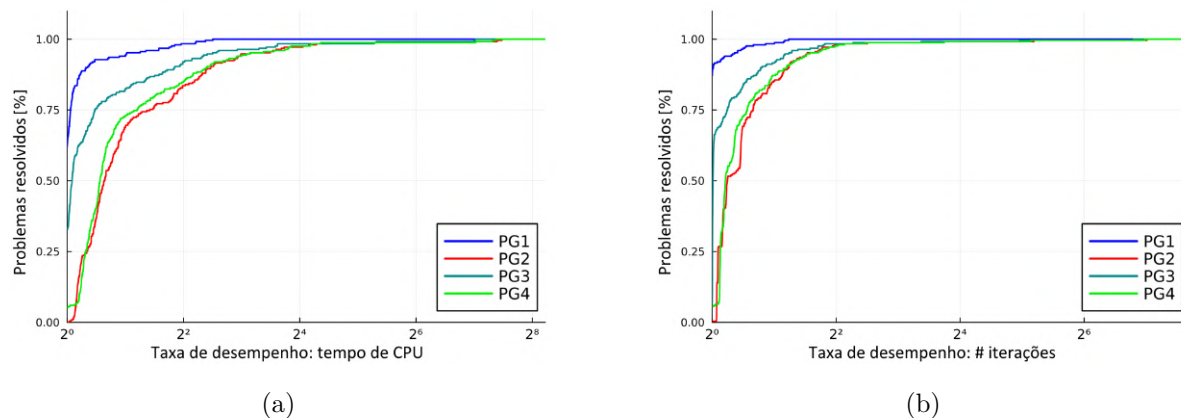 1.00
0.75
0.50
0.25
0.00
Problemas resolvidos [%]
2⁰
2²
2⁴
2⁶
2⁸
Taxa de desempenho: tempo de CPU
PG1
PG2
PG3
PG4
(a)
1.00
0.75
0.50
0.25
0.00
Problemas resolvidos [%]
2⁰
2²
2⁴
2⁶
Taxa de desempenho: # iterações
PG1
PG2
PG3
PG4
(b)